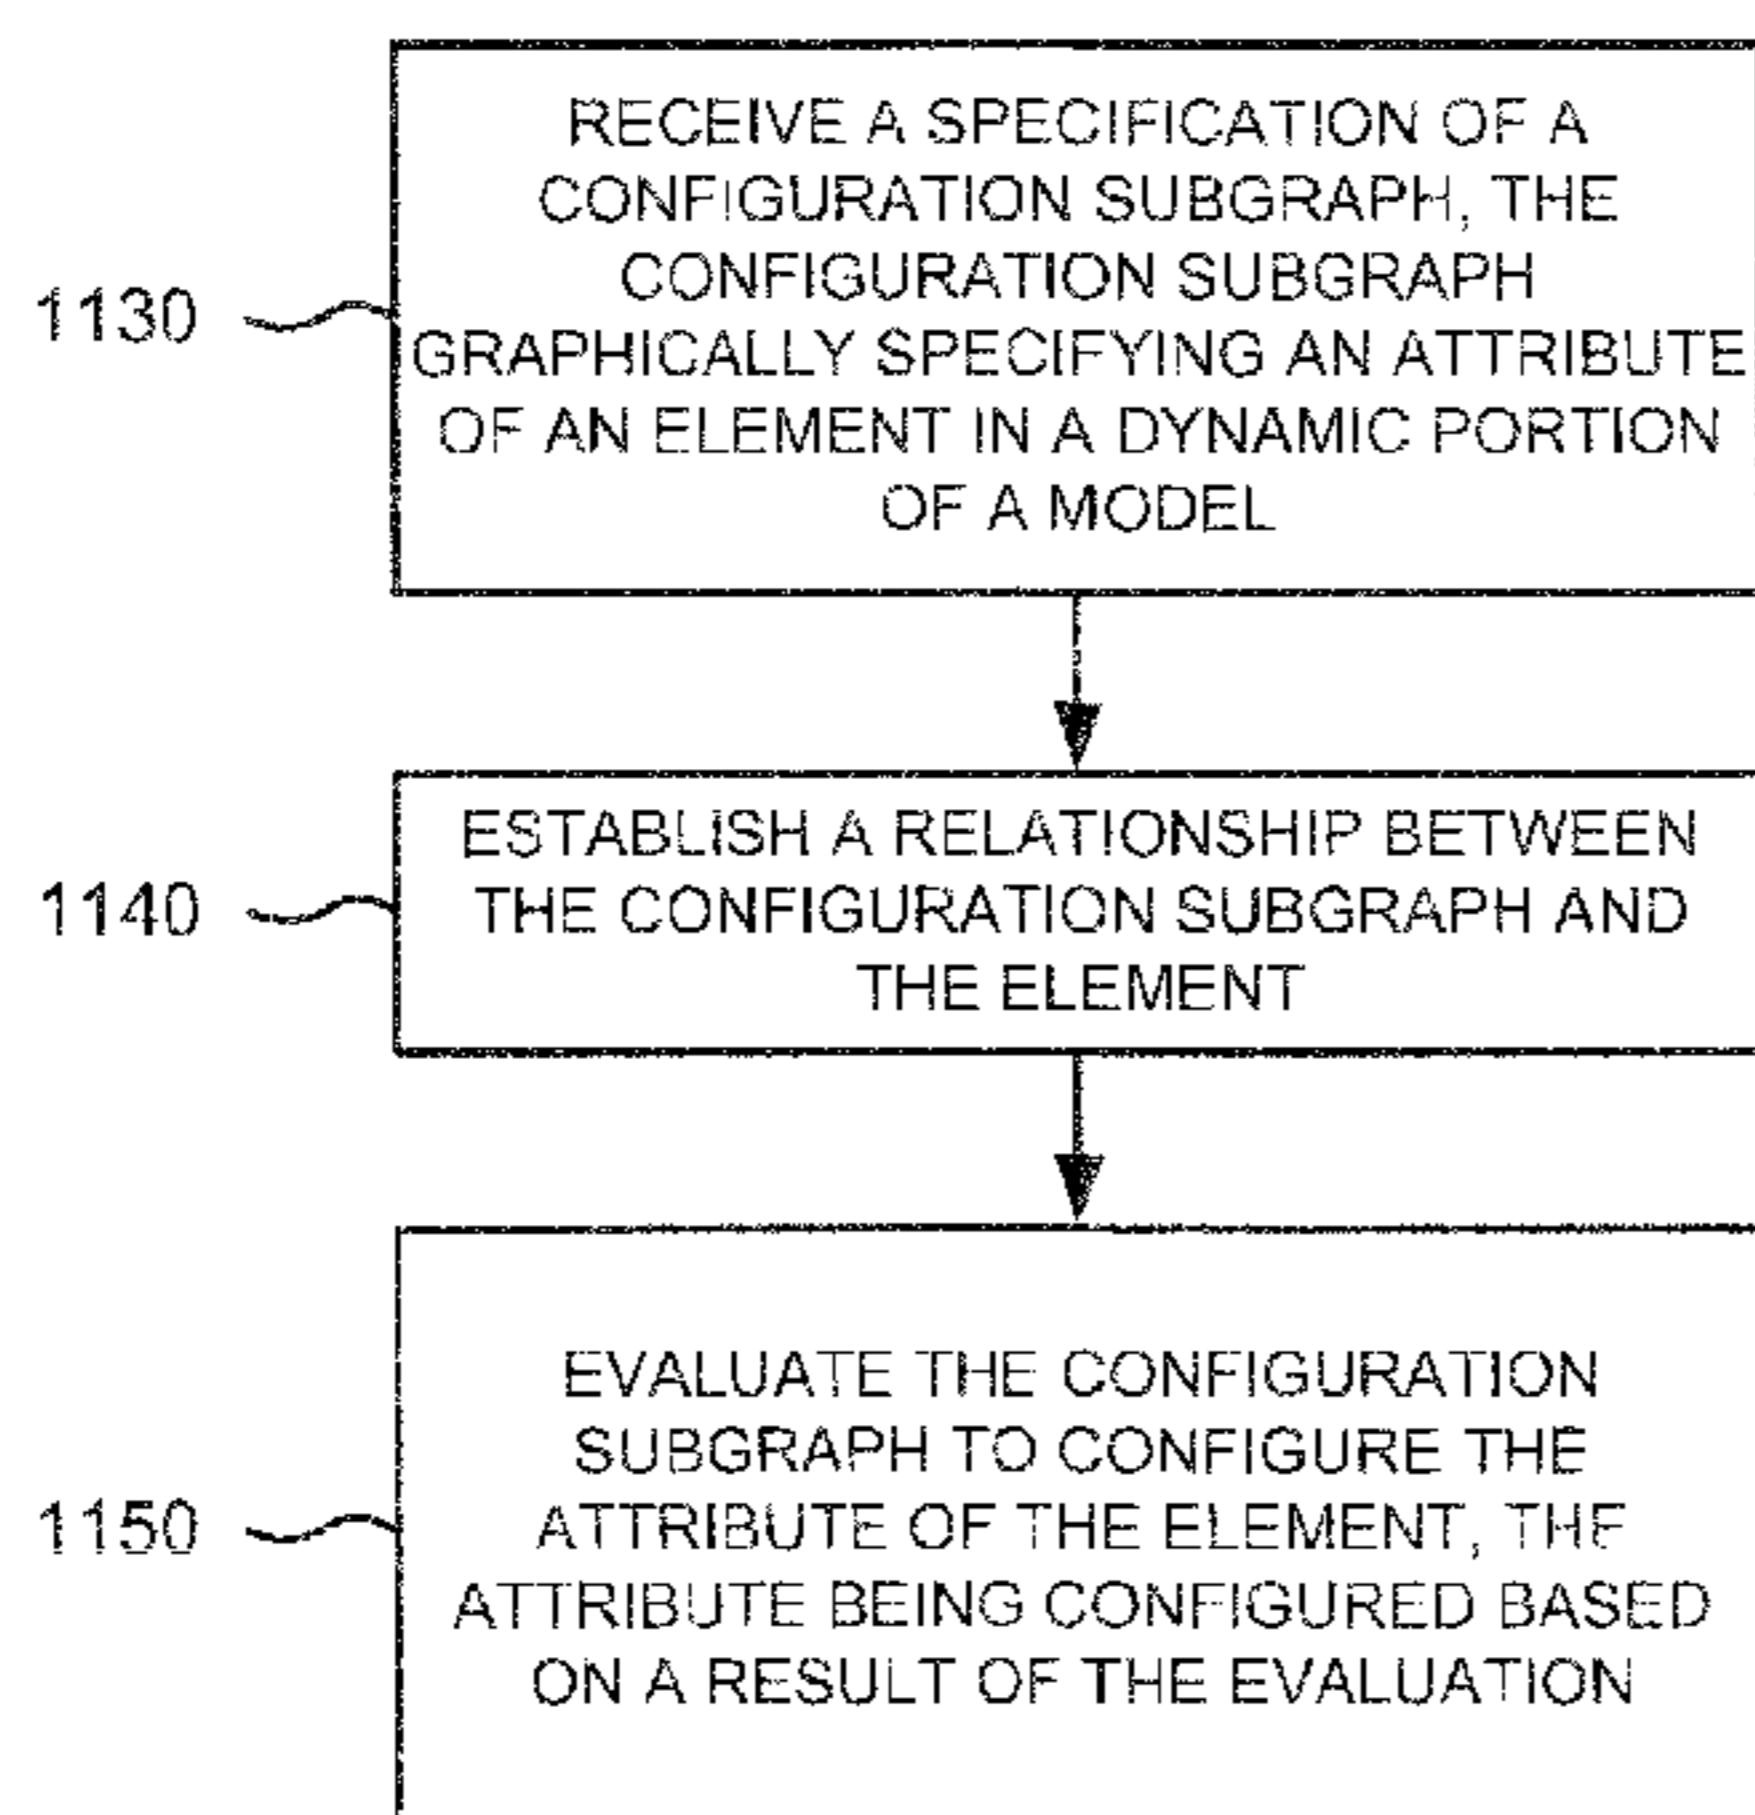 RECEIVE A SPECIFICATION OF A
CONFIGURATION SUBGRAPH, THE
CONFIGURATION SUBGRAPH
GRAPHICALLY SPECIFYING AN ATTRIBUTE
OF AN ELEMENT IN A DYNAMIC PORTION
OF A MODEL
1130
ESTABLISH A RELATIONSHIP BETWEEN
THE CONFIGURATION SUBGRAPH AND
THE ELEMENT
1140
EVALUATE THE CONFIGURATION
SUBGRAPH TO CONFIGURE THE
ATTRIBUTE OF THE ELEMENT, THE
ATTRIBUTE BEING CONFIGURED BASED
ON A RESULT OF THE EVALUATION
1150